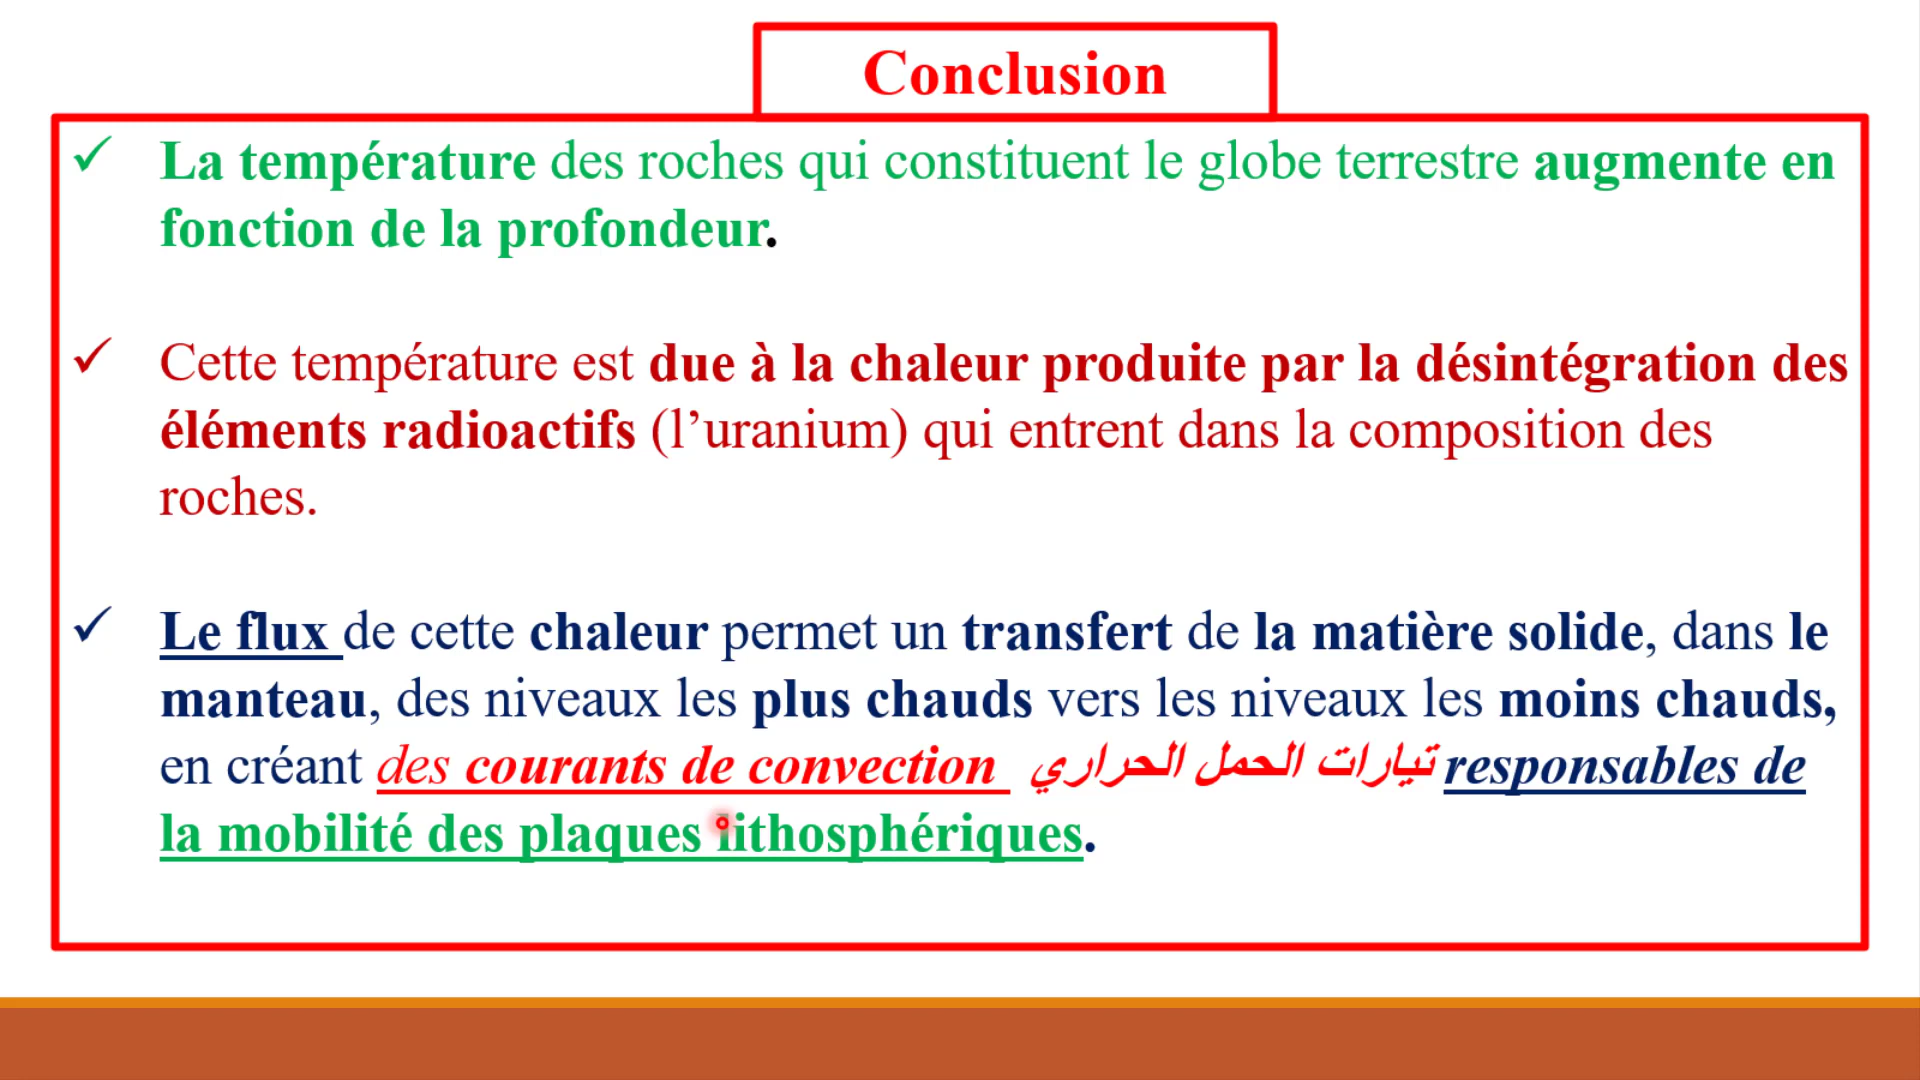 Conclusion
✓ La température des roches qui constituent le globe terrestre augmente en
fonction de la profondeur.
✓ Cette température est due à la chaleur produite par la désintégration des
éléments radioactifs (l’uranium) qui entrent dans la composition des
roches.
✓ Le flux de cette chaleur permet un transfert de la matière solide, dans le
manteau, des niveaux les plus chauds vers les niveaux les moins chauds,
en créant des courants de convection تيارات الحمل الحراري responsables de
la mobilité des plaques lithosphériques.